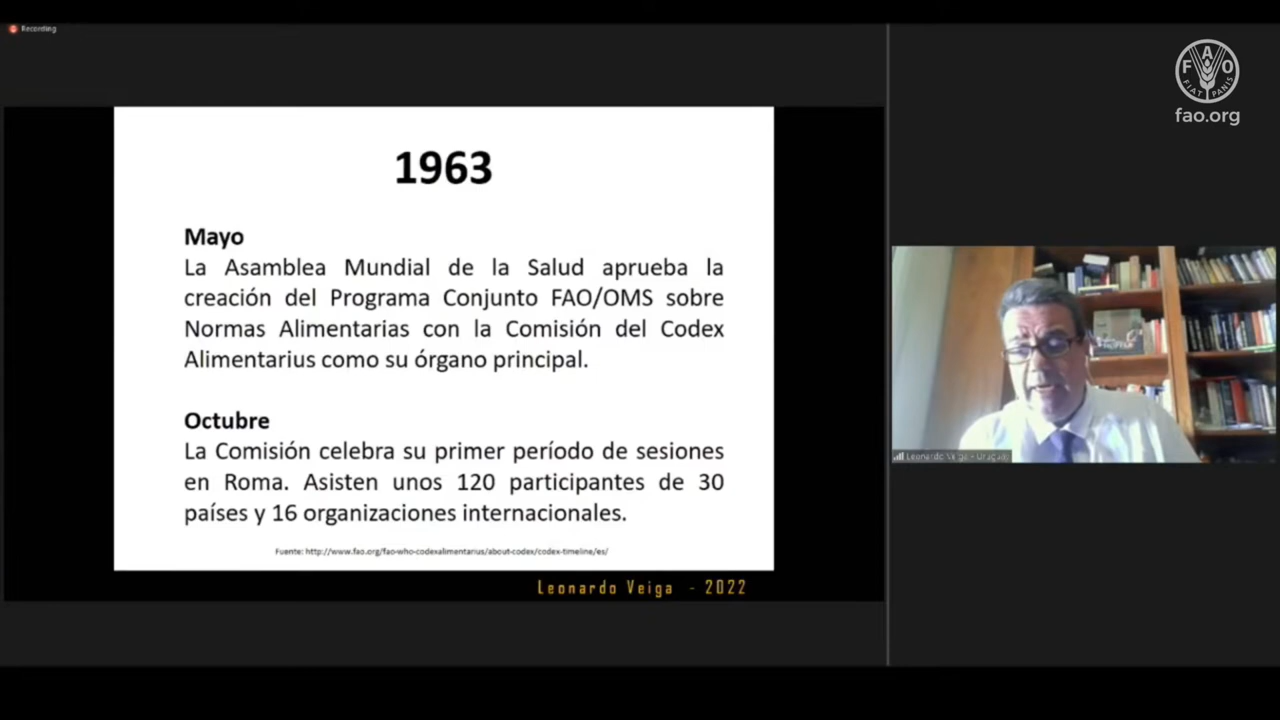 Recording
FAO
FIAT PANIS
fao.org
1963
Mayo
La Asamblea Mundial de la Salud aprueba la
creación del Programa Conjunto FAO/OMS sobre
Normas Alimentarias con la Comisión del Codex
Alimentarius como su órgano principal.
Octubre
La Comisión celebra su primer período de sesiones
en Roma. Asisten unos 120 participantes de 30
países y 16 organizaciones internacionales.
Fuente: http://www.fao.org/fao-who-codexalimentarius/about-codex/codex-timeline/es/
Leonardo Veiga - 2022
Leonardo Veiga - Uruguay